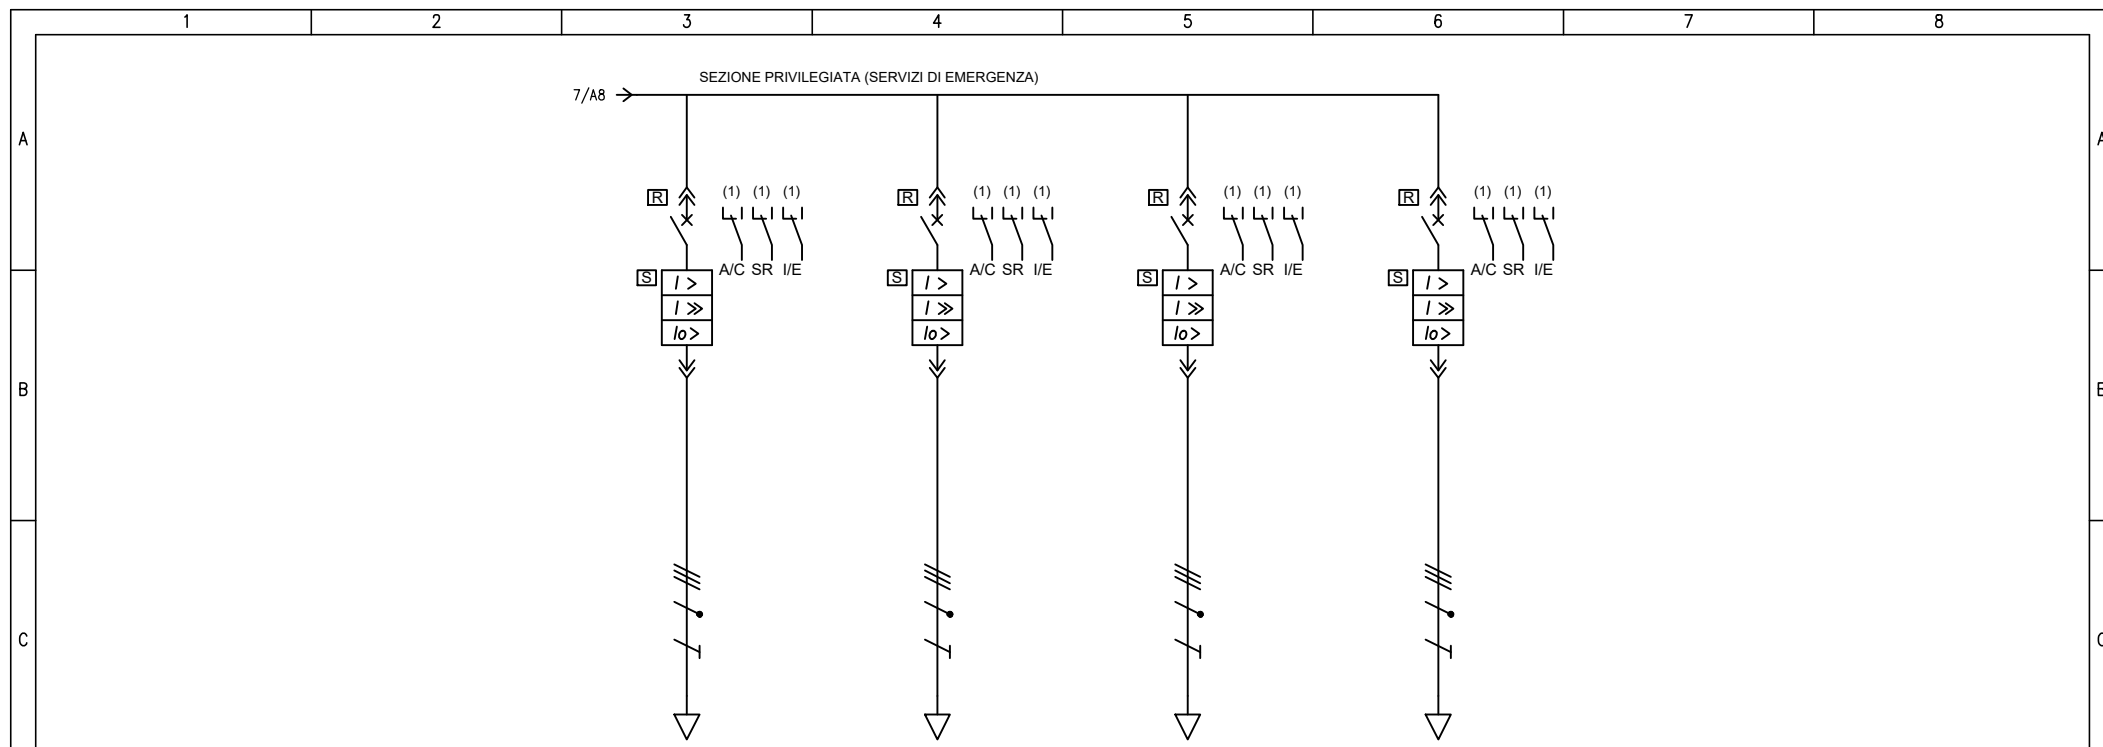 1 2 3 4 5 6 7 8
SEZIONE PRIVILEGIATA (SERVIZI DI EMERGENZA)
7/A8
A A
R (1) (1) (1) R (1) (1) (1) R (1) (1) (1) R (1) (1) (1)
A/C SR I/E A/C SR I/E A/C SR I/E A/C SR I/E
S I > S I > S I > S I >
I >> I >> I >> I >>
Io> Io> Io> Io>
B B
C C